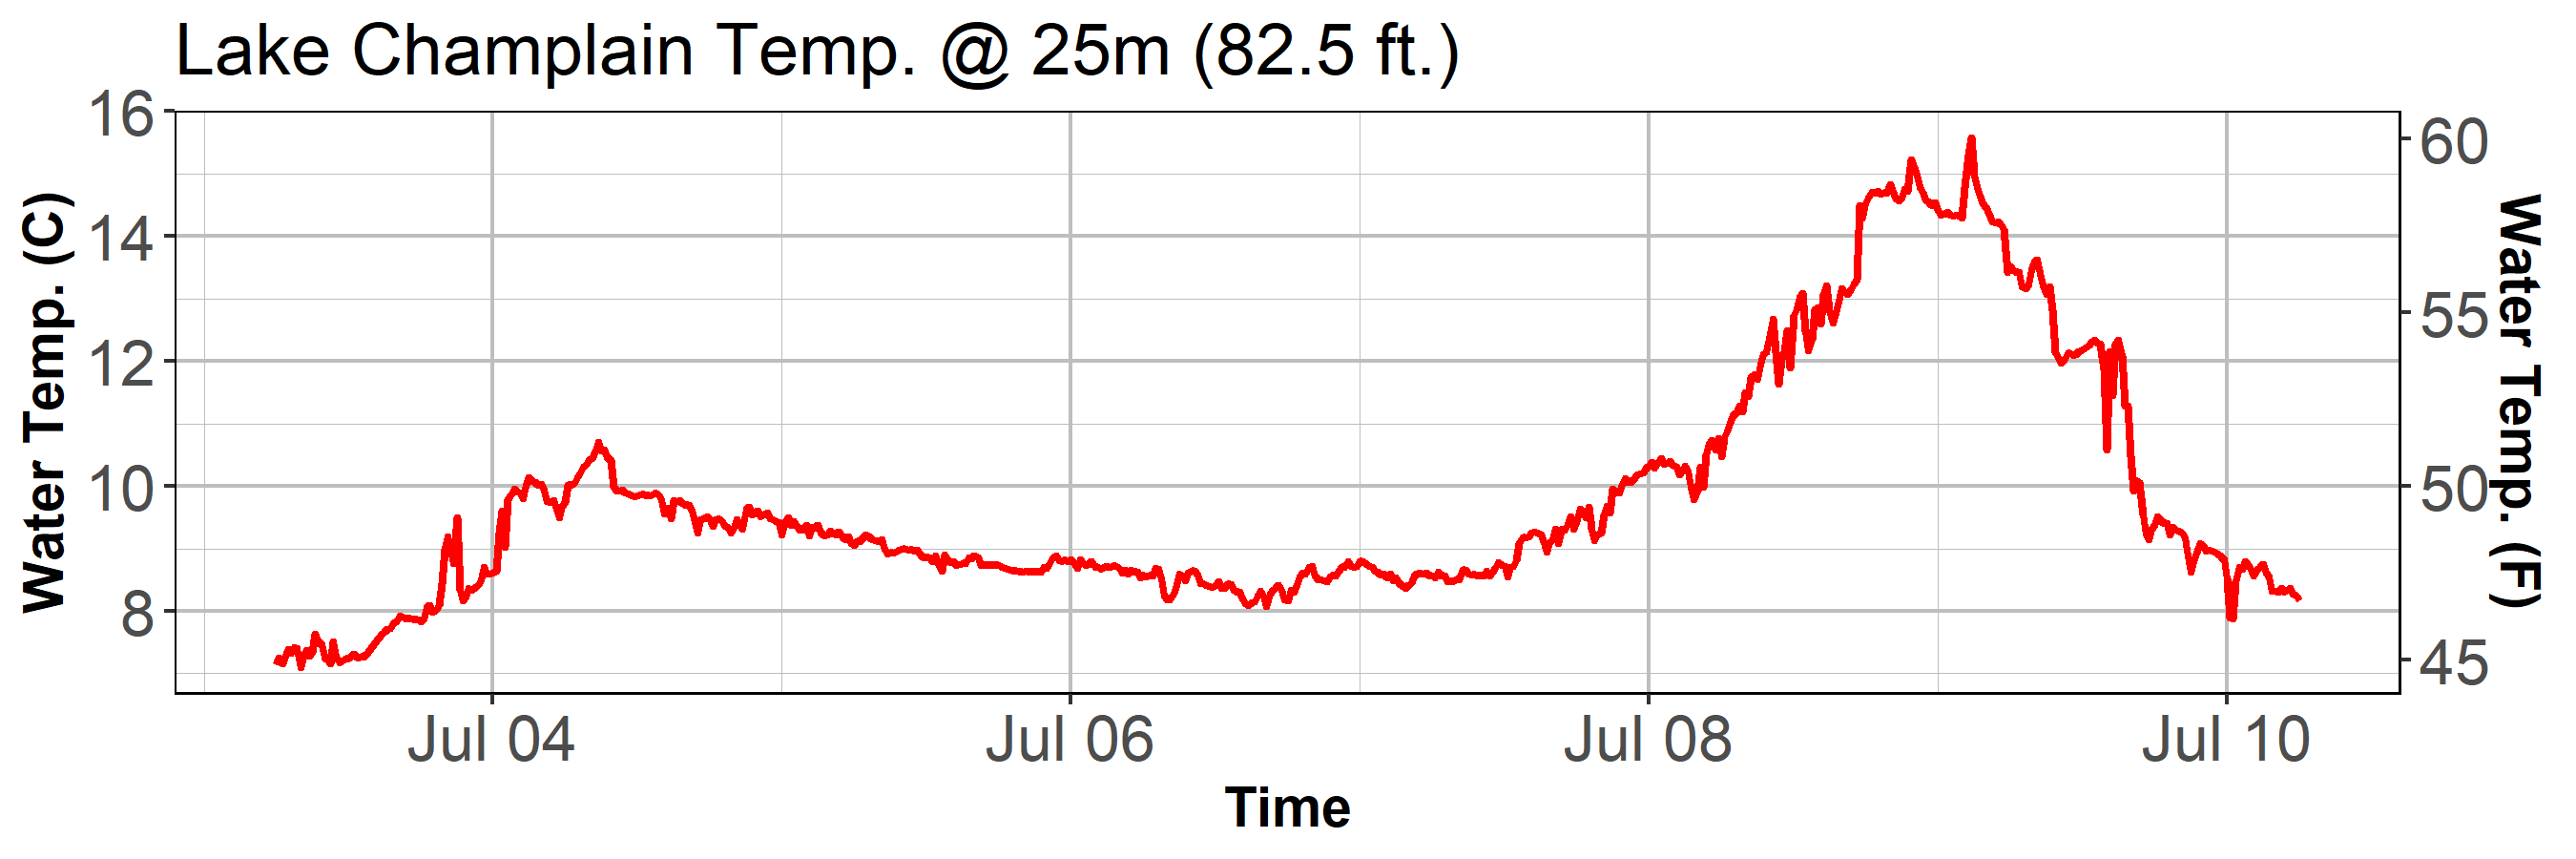 Lake Champlain Temp. @ 25m (82.5 ft.)
Water Temp. (C)
16
14
12
10
8
60
55
50
45
Water Temp. (F)
Jul 04 Jul 06 Jul 08 Jul 10
Time